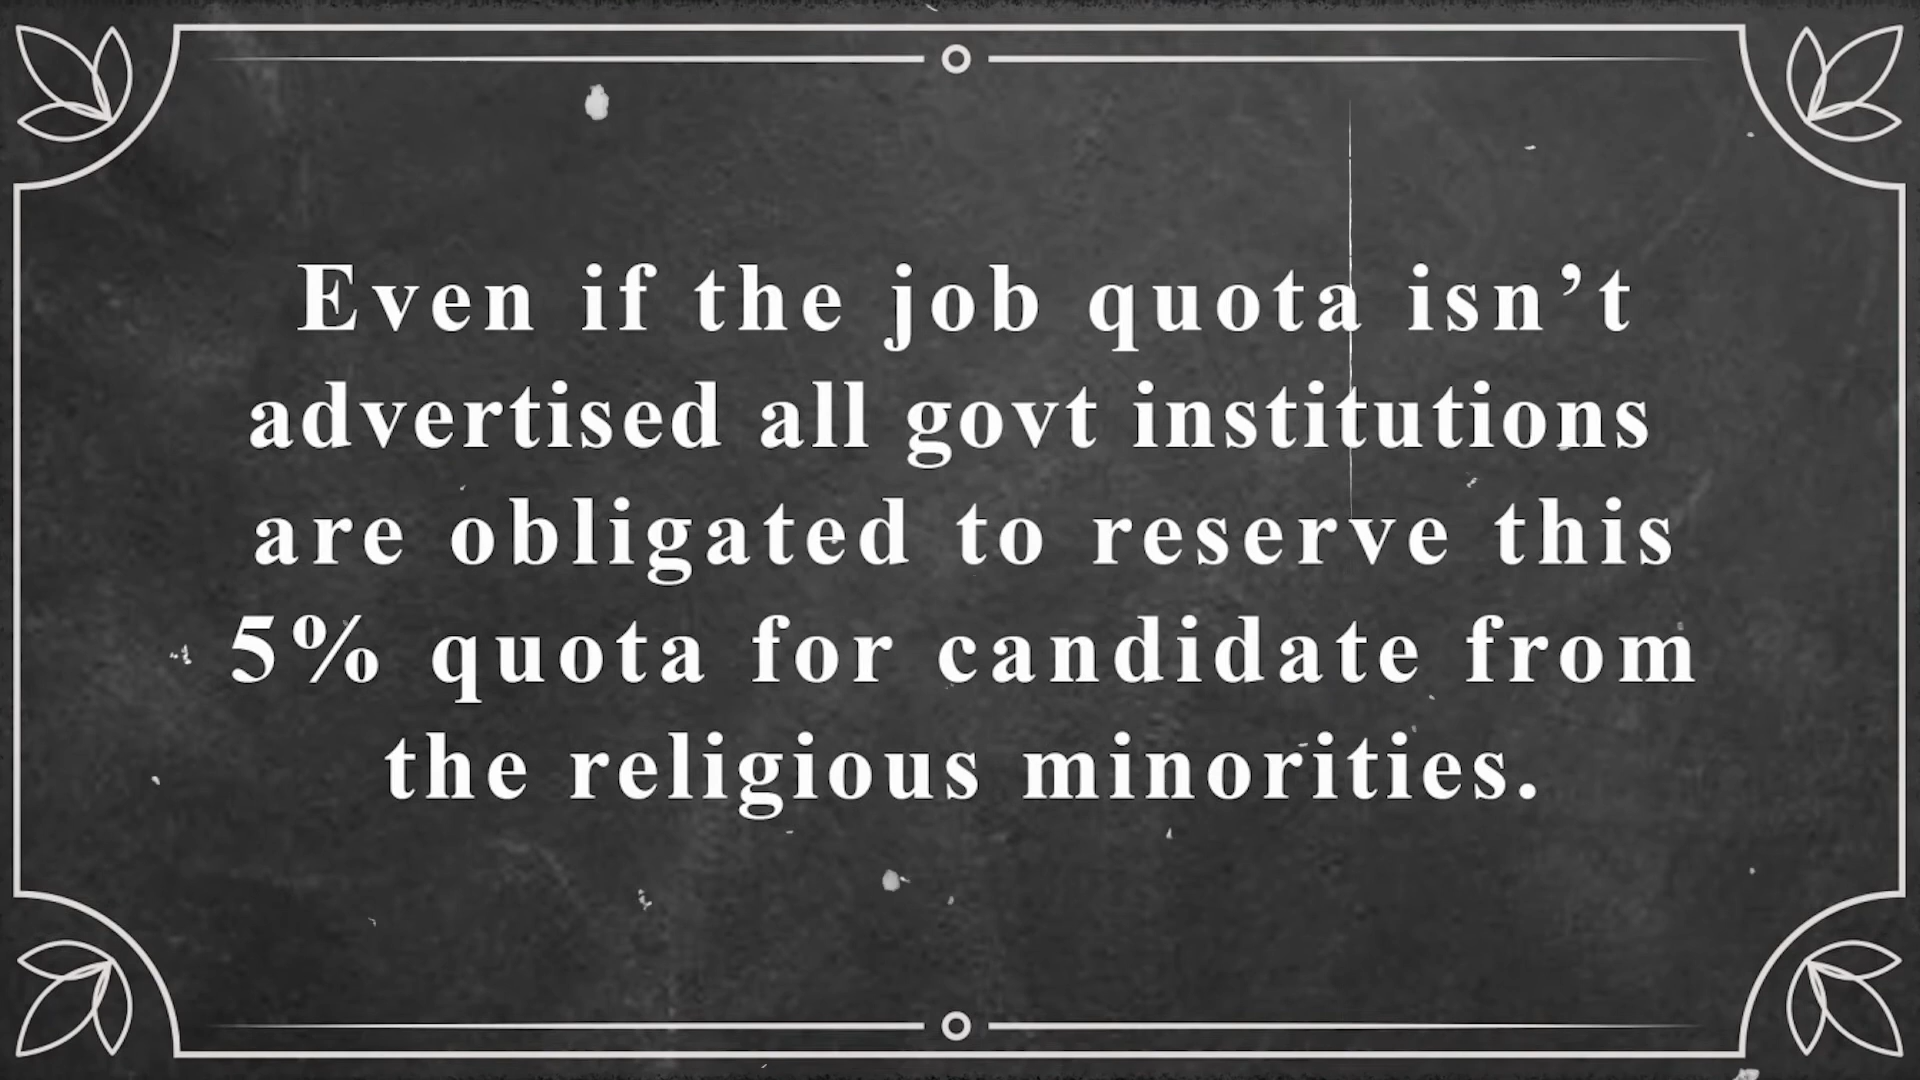 Even if the job quota isn’t
advertised all govt institutions
are obligated to reserve this
5% quota for candidate from
the religious minorities.